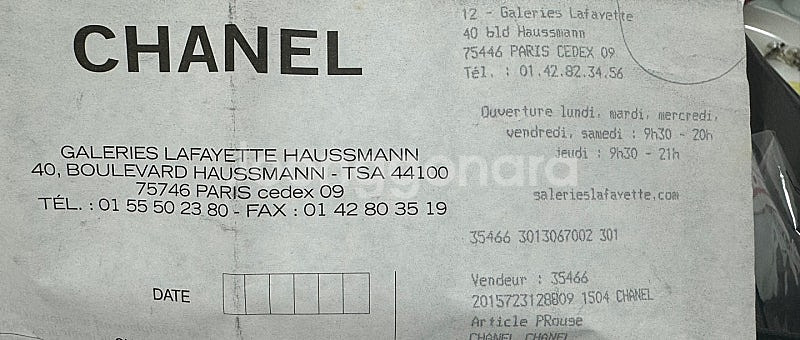 CHANEL
GALERIES LAFAYETTE HAUSSMANN
40, BOULEVARD HAUSSMANN - TSA 44100
75746 PARIS cedex 09
TÉL. : 01 55 50 23 80 - FAX : 01 42 80 35 19
DATE
12 - Galeries Lafayette
40 bld Haussmann
75446 PARIS CEDEX 09
Tél. : 01.42.82.34.56
Ouverture lundi, mardi, mercredi,
vendredi, samedi : 9h30 - 20h
jeudi : 9h30 - 21h
galerieslafayette.com
35466 3013067002 301
Vendeur : 35466
2015723128809 1504 CHANEL
Article PRouse
CHANEL CHANEL